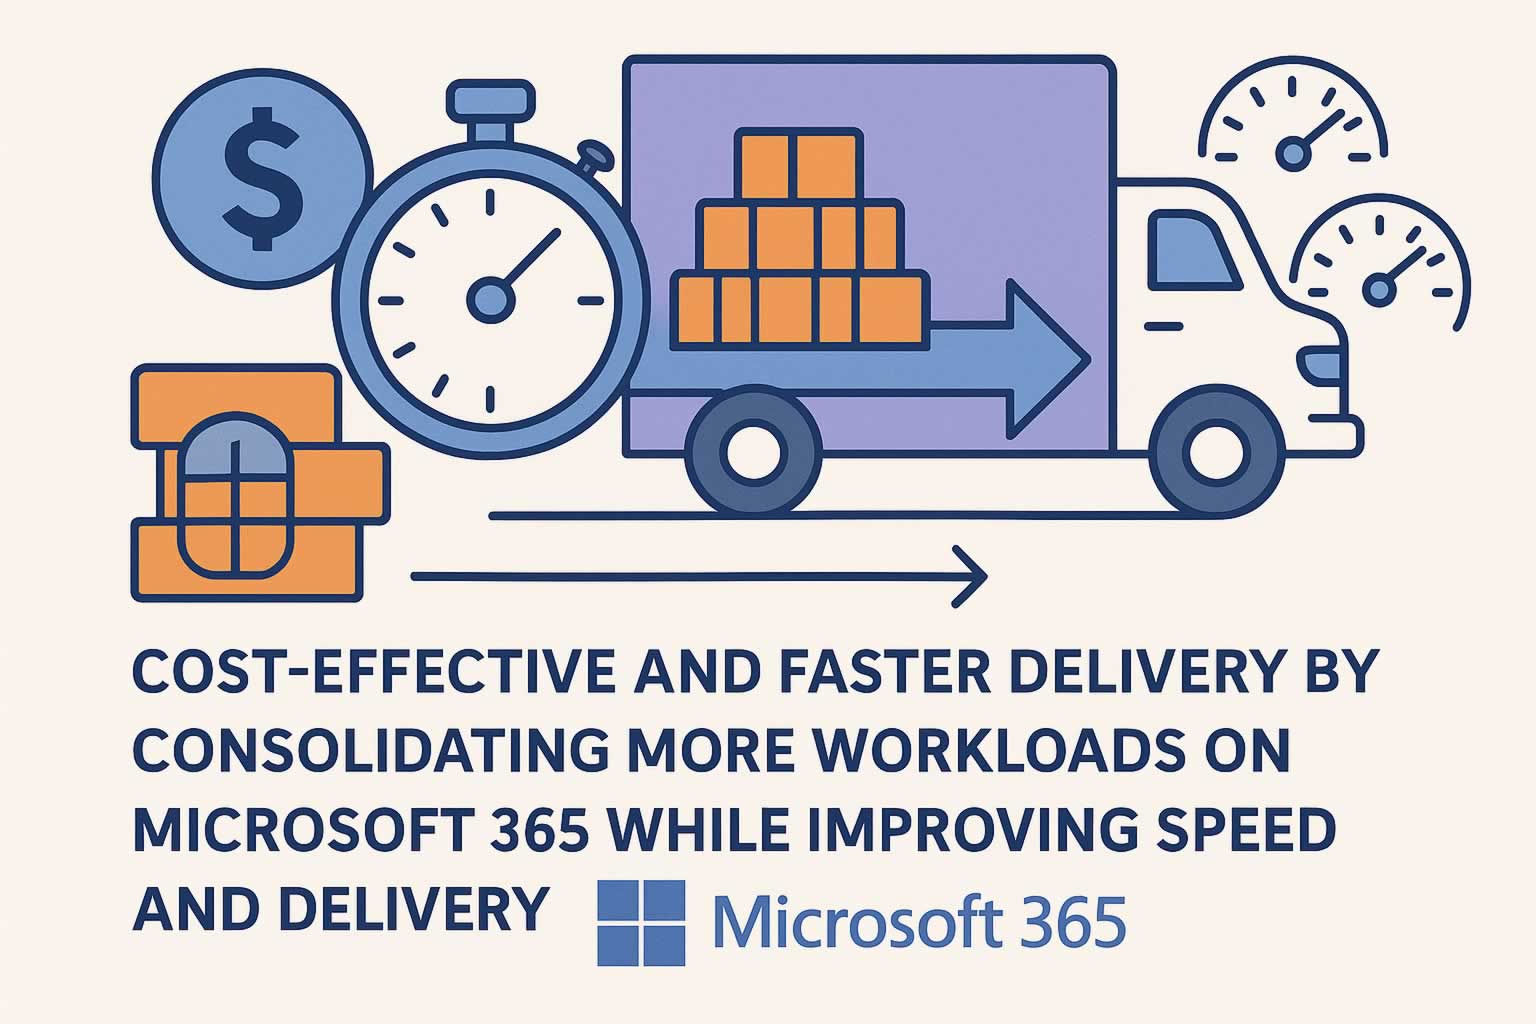 $
COST-EFFECTIVE AND FASTER DELIVERY BY
CONSOLIDATING MORE WORKLOADS ON
MICROSOFT 365 WHILE IMPROVING SPEED
AND DELIVERY
Microsoft 365